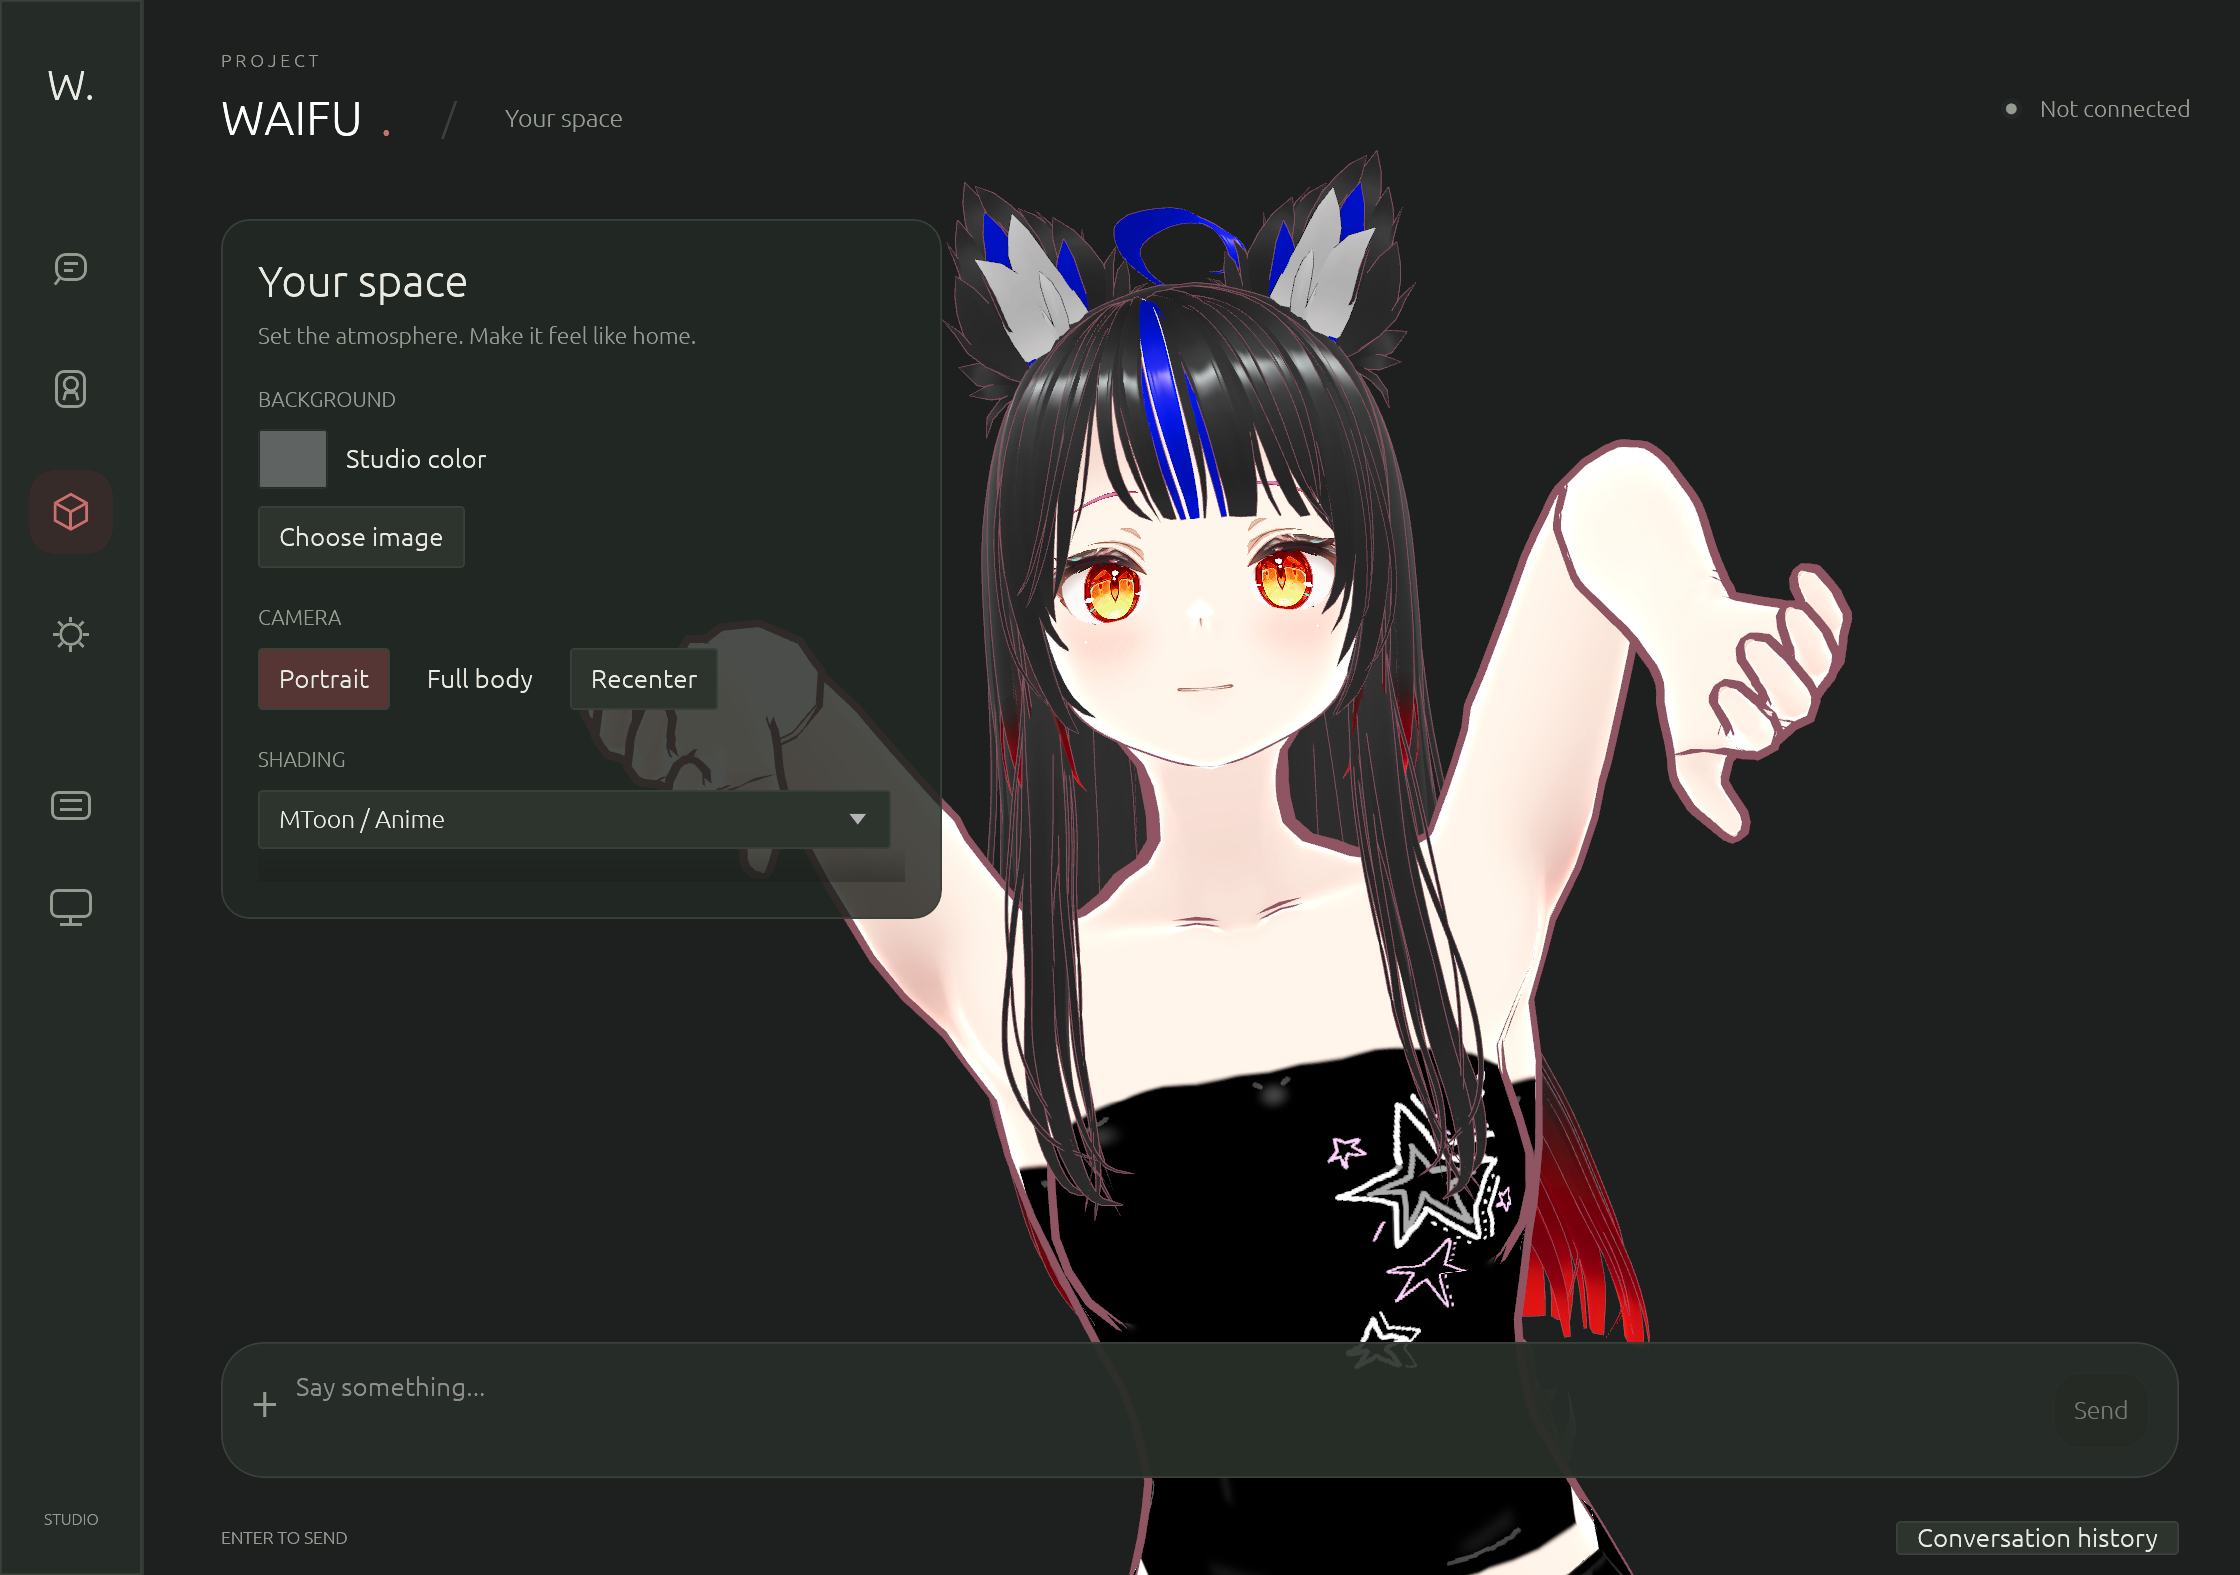 W.
PROJECT
WAIFU . / Your space
Not connected
Your space
Set the atmosphere. Make it feel like home.
BACKGROUND
Studio color
Choose image
CAMERA
Portrait Full body Recenter
SHADING
MToon / Anime
+ Say something...
Send
STUDIO
ENTER TO SEND
Conversation history